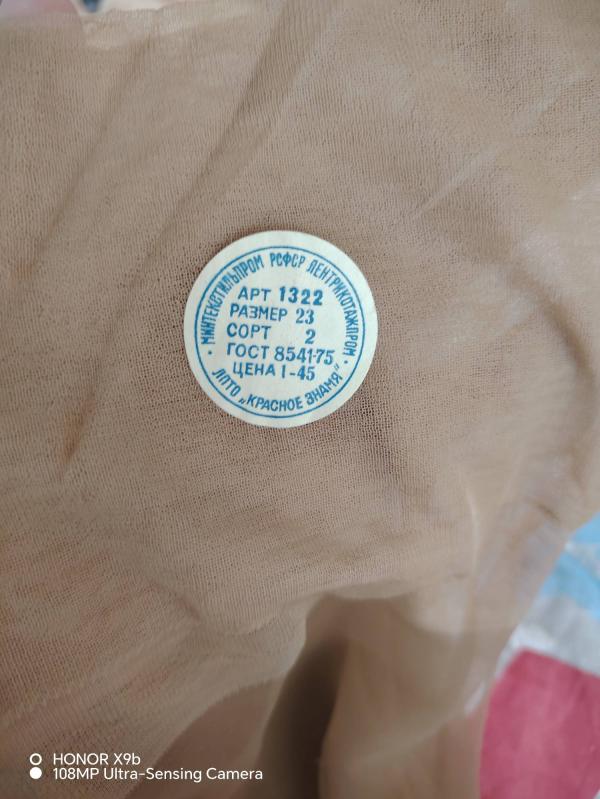 МИНТЕКСТИЛЬПРОМ РСФСР ЛЕНТРИКОТАЖПРОМ
АРТ 1322
РАЗМЕР 23
СОРТ 2
ГОСТ 8541-75
ЦЕНА 1-45
ЛПТО „КРАСНОЕ ЗНАМЯ"
HONOR X9b
108MP Ultra-Sensing Camera